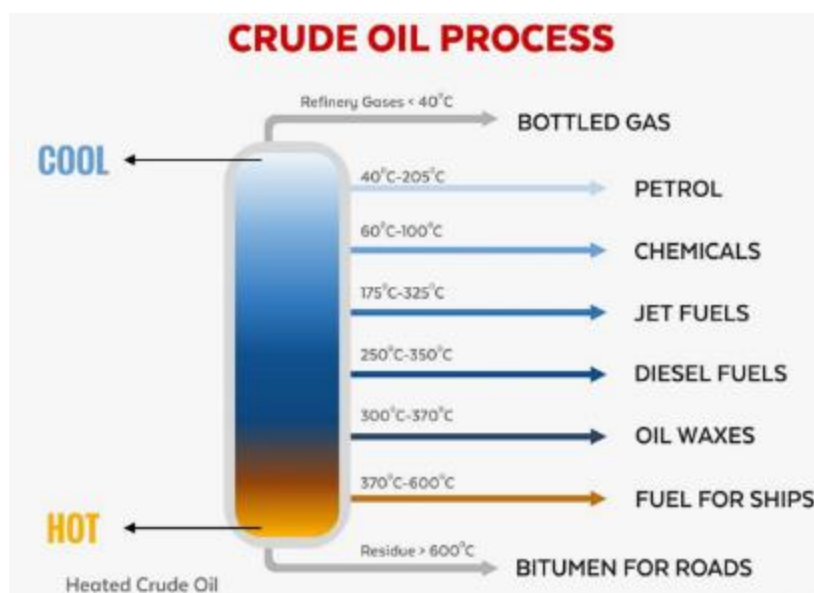 CRUDE OIL PROCESS
Refinery Gases < 40°C
BOTTLED GAS
COOL
40°C-205°C
PETROL
60°C-100°C
CHEMICALS
175°C-325°C
JET FUELS
250°C-350°C
DIESEL FUELS
300°C-370°C
OIL WAXES
370°C-600°C
FUEL FOR SHIPS
HOT
Residue > 600°C
BITUMEN FOR ROADS
Heated Crude Oil